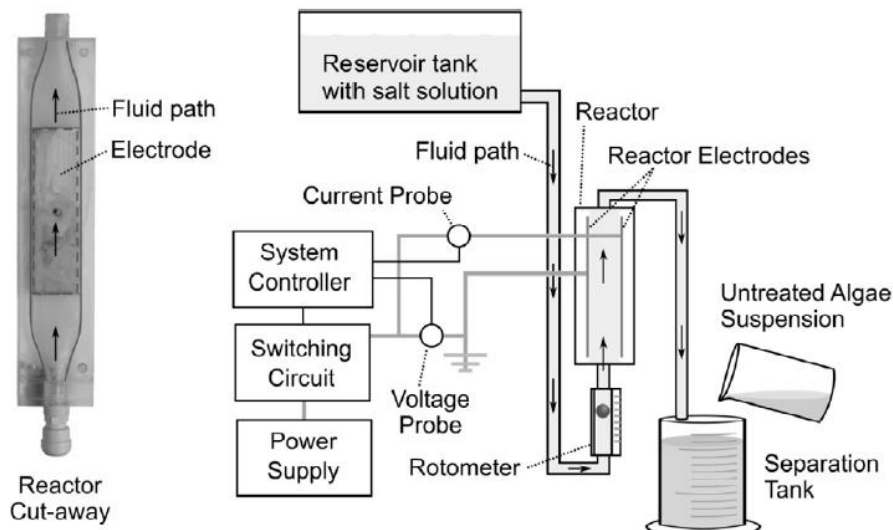 Fluid path
Electrode
Reactor
Cut-away
Reservoir tank
with salt solution
Reactor
Fluid path
Reactor Electrodes
Current Probe
System
Controller
Switching
Circuit
Voltage
Probe
Power
Supply
Rotometer
Untreated Algae
Suspension
Separation
Tank